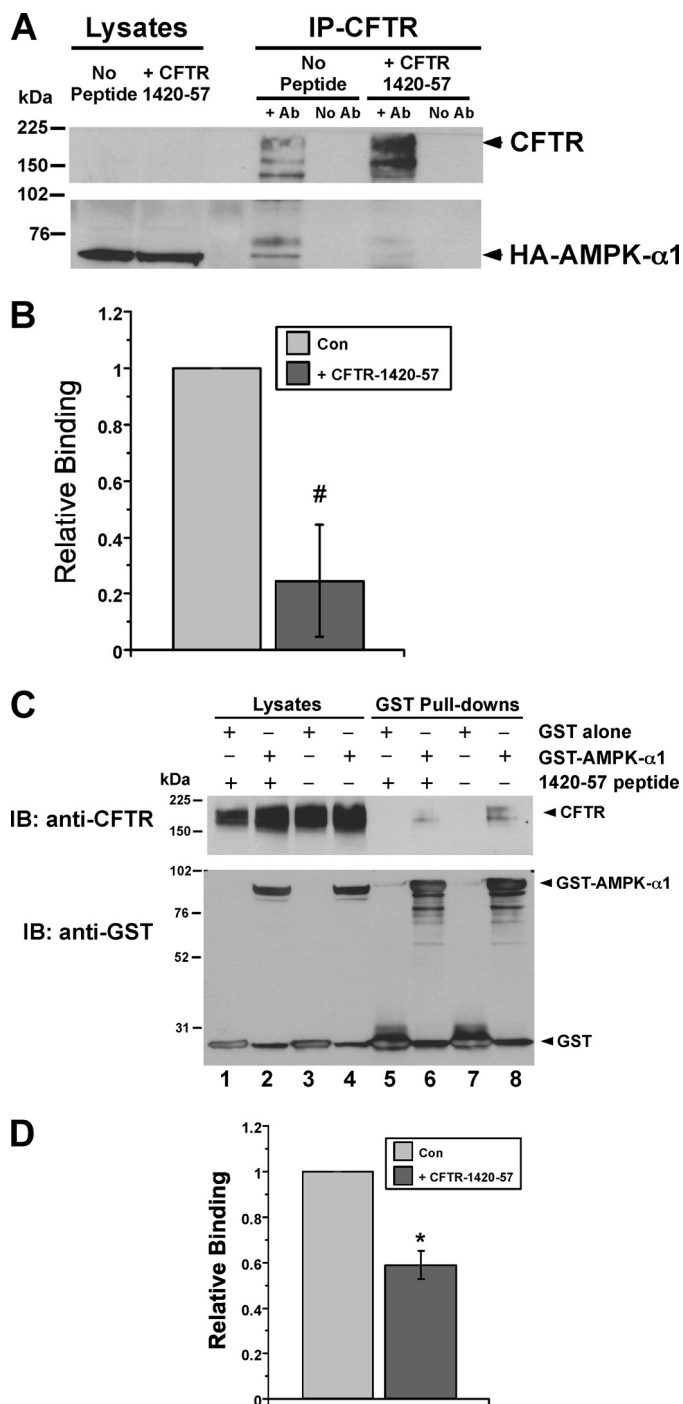 A
Lysates
IP-CFTR
No Peptide
+ CFTR 1420-57
No Peptide
+ CFTR 1420-57
kDa
+ Ab
No Ab
+ Ab
No Ab
225
150
102
76
CFTR
HA-AMPK-α1
B
1.2
1
0.8
0.6
0.4
0.2
0
Relative Binding
Con
+ CFTR-1420-57
#
C
Lysates
GST Pull-downs
+ – + – + – + – GST alone
– + – + – + – + GST-AMPK-α1
kDa + + – – + + – – 1420-57 peptide
IB: anti-CFTR
225
150
CFTR
IB: anti-GST
102
76
52
31
GST-AMPK-α1
GST
1 2 3 4 5 6 7 8
D
1.2
1
0.8
0.6
0.4
0.2
0
Relative Binding
Con
+ CFTR-1420-57
*